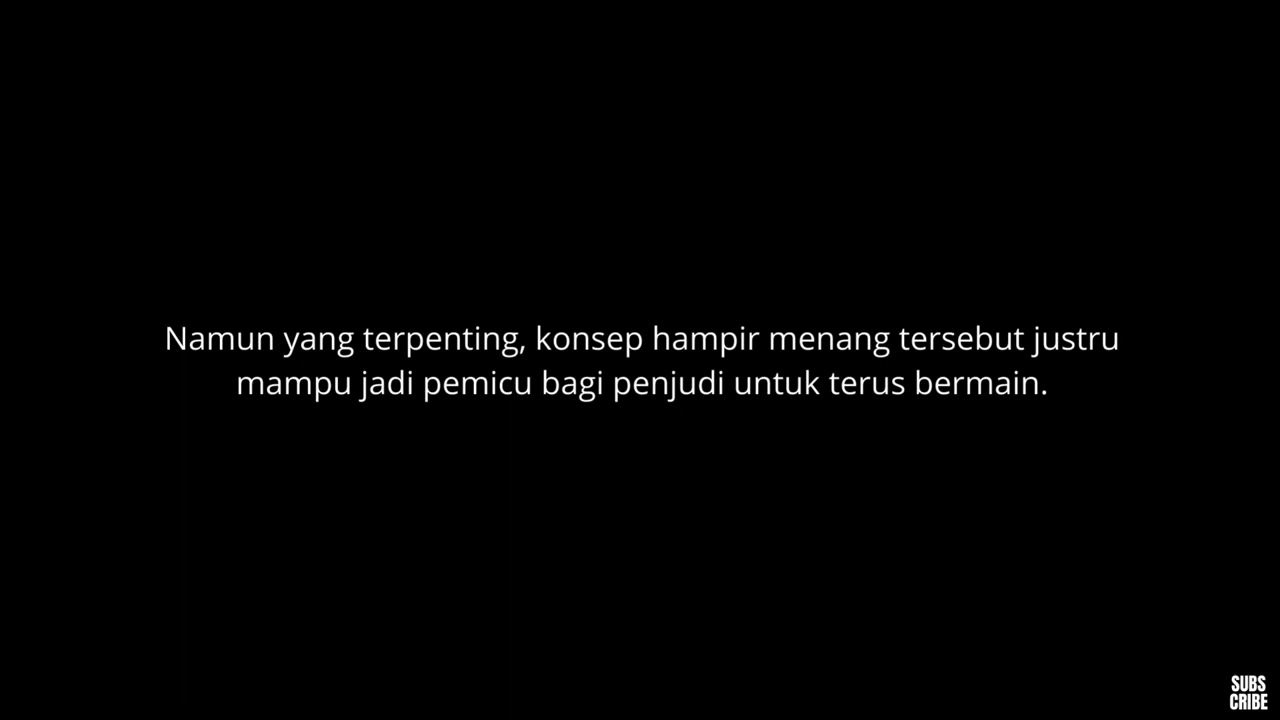 Namun yang terpenting, konsep hampir menang tersebut justru
mampu jadi pemicu bagi penjudi untuk terus bermain.
SUBS
CRIBE